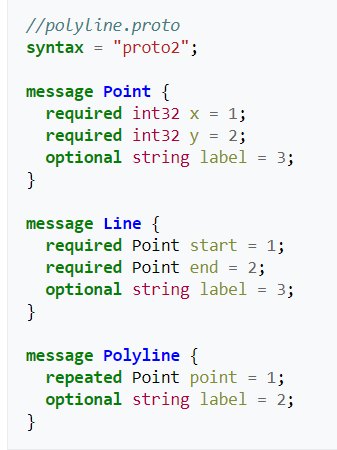 //polyline.proto
syntax = "proto2";
message Point {
required int32 x = 1;
required int32 y = 2;
optional string label = 3;
}
message Line {
required Point start = 1;
required Point end = 2;
optional string label = 3;
}
message Polyline {
repeated Point point = 1;
optional string label = 2;
}